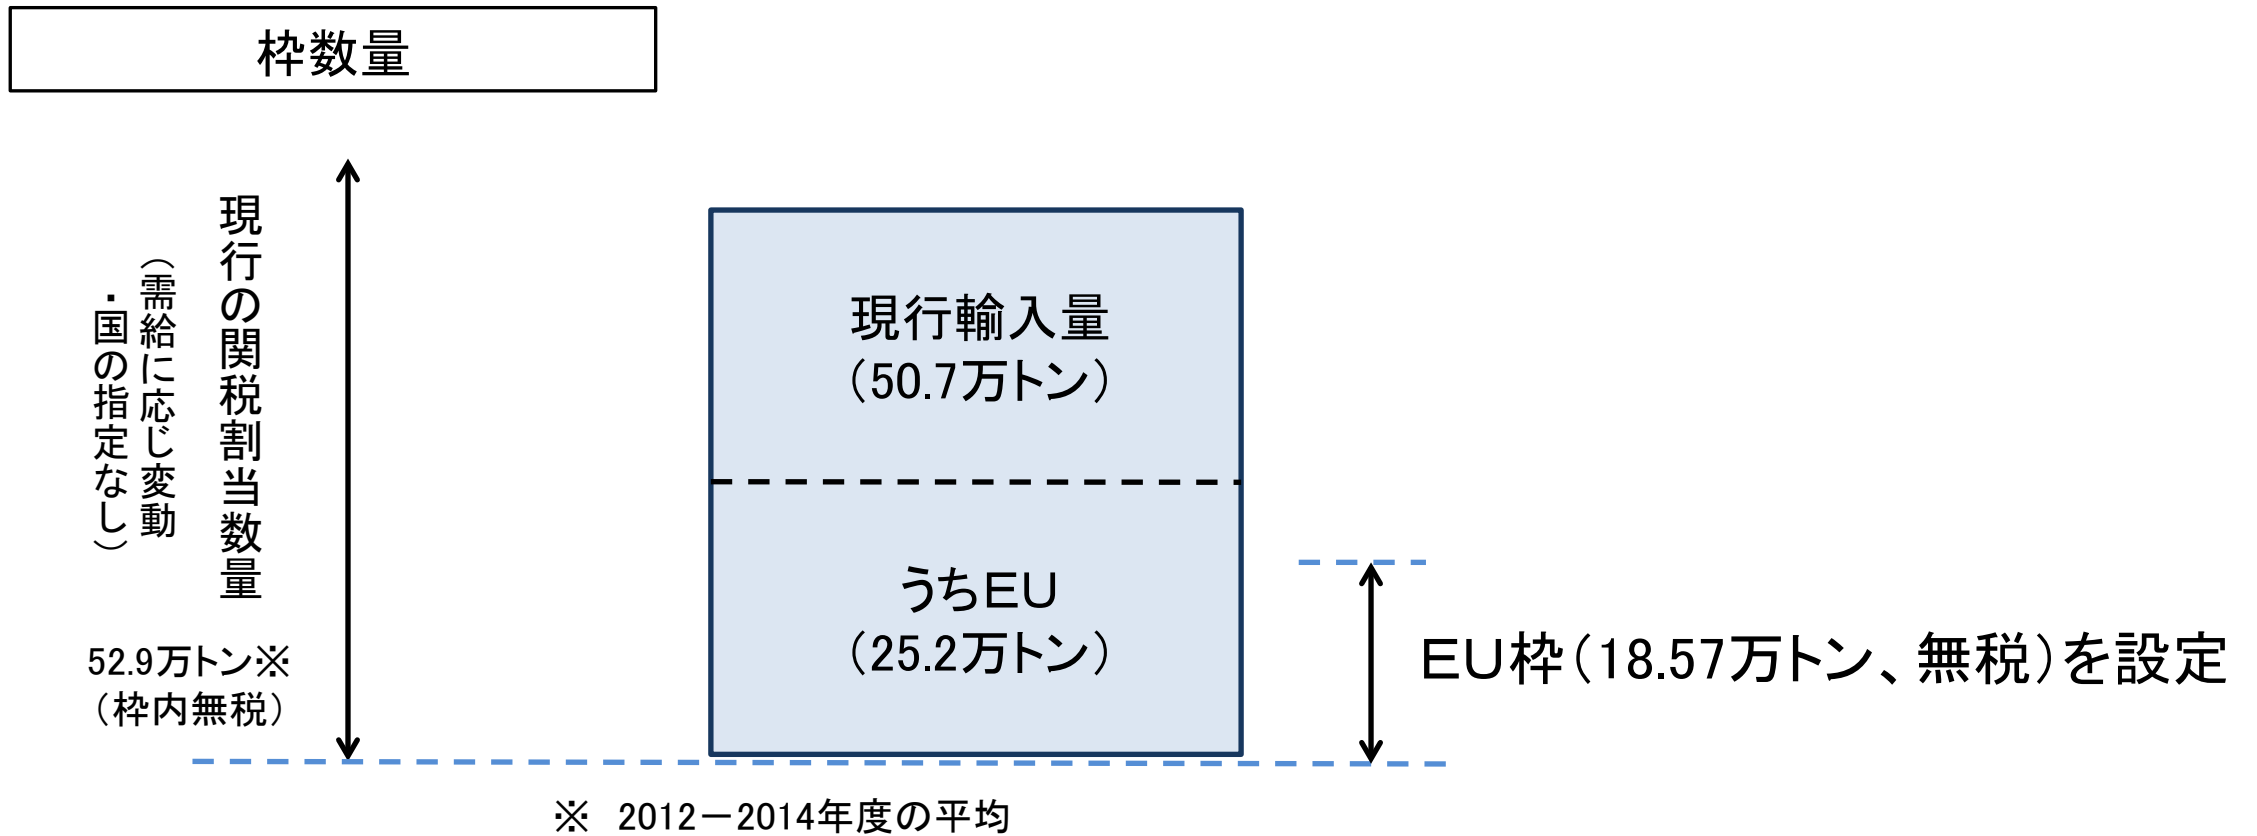 枠数量
現行の関税割当数量
（需給に応じ変動
・国の指定なし）
52.9万トン※
（枠内無税）
現行輸入量
（50.7万トン）
うちＥＵ
（25.2万トン）
ＥＵ枠（18.57万トン、無税）を設定
※　2012－2014年度の平均